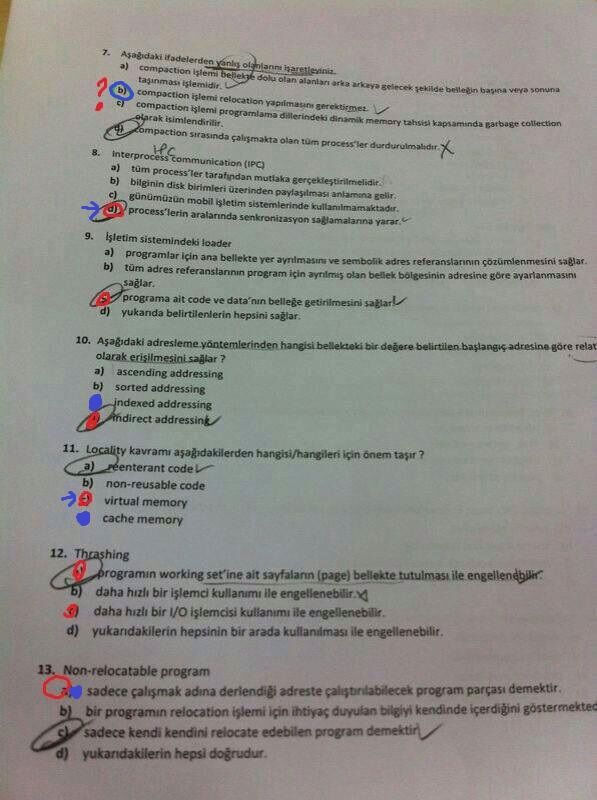 7. Aşağıdaki ifadelerden yanlış olanlarını işaretleyiniz.
a) compaction işlemi bellekte dolu olan alanları arka arkaya gelecek şekilde belleğin başına veya sonuna
taşınması işlemidir.
? b) compaction işlemi relocation yapılmasını gerektirmez.
c) compaction işlemi programlama dillerindeki dinamik memory tahsisi kapsamında garbage collection
olarak isimlendirilir.
d) compaction sırasında çalışmakta olan tüm process'ler durdurulmalıdır.
IPC
8. Interprocess communication (IPC)
a) tüm process'ler tarafından mutlaka gerçekleştirilmelidir.
b) bilginin disk birimleri üzerinden paylaşılması anlamına gelir.
c) günümüzün mobil işletim sistemlerinde kullanılmamaktadır.
d) process'lerin aralarında senkronizasyon sağlamalarına yarar.
9. İşletim sistemindeki loader
a) programlar için ana bellekte yer ayrılmasını ve sembolik adres referanslarının çözümlenmesini sağlar.
b) tüm adres referanslarının program için ayrılmış olan bellek bölgesinin adresine göre ayarlanmasını
sağlar.
programa ait code ve data'nın belleğe getirilmesini sağlar
d) yukarıda belirtilenlerin hepsini sağlar.
10. Aşağıdaki adresleme yöntemlerinden hangisi bellekteki bir değere belirtilen başlangıç adresine göre relat
olarak erişilmesini sağlar ?
a) ascending addressing
b) sorted addressing
indexed addressing
indirect addressing
11. Locality kavramı aşağıdakilerden hangisi/hangileri için önem taşır ?
a) reenterant code
b) non-reusable code
virtual memory
cache memory
12. Thrashing
programın working set'ine ait sayfaların (page) bellekte tutulması ile engellenebilir.
b) daha hızlı bir işlemci kullanımı ile engellenebilir.
c) daha hızlı bir I/O işlemcisi kullanımı ile engellenebilir.
d) yukarıdakilerin hepsinin bir arada kullanılması ile engellenebilir.
13. Non-relocatable program
a) sadece çalışmak adına derlendiği adreste çalıştırılabilecek program parçası demektir.
b) bir programın relocation işlemi için ihtiyaç duyulan bilgiyi kendinde içerdiğini göstermekted
c) sadece kendi kendini relocate edebilen program demektir
d) yukarıdakilerin hepsi doğrudur.